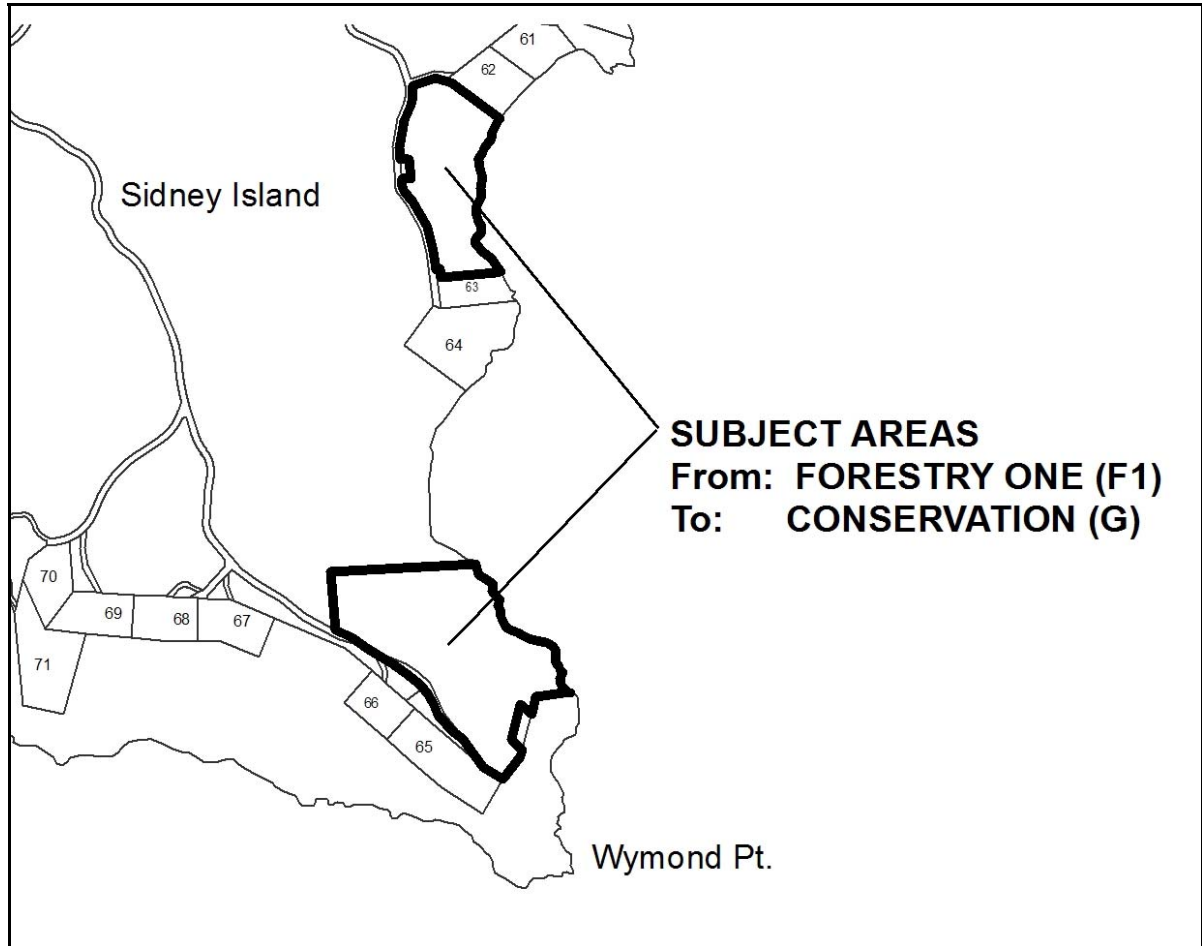 61
62
Sidney Island
63
64
SUBJECT AREAS
From: FORESTRY ONE (F1)
To: CONSERVATION (G)
70
69
68
67
71
66
65
Wymond Pt.